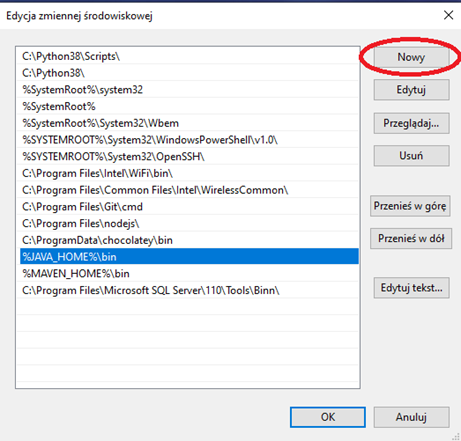 Edycja zmiennej środowiskowej
C:\Python38\Scripts\
C:\Python38\
%SystemRoot%\system32
%SystemRoot%
%SystemRoot%\System32\Wbem
%SYSTEMROOT%\System32\WindowsPowerShell\v1.0\
%SYSTEMROOT%\System32\OpenSSH\
C:\Program Files\Intel\WiFi\bin\
C:\Program Files\Common Files\Intel\WirelessCommon\
C:\Program Files\Git\cmd
C:\Program Files\nodejs\
C:\ProgramData\chocolatey\bin
%JAVA_HOME%\bin
%MAVEN_HOME%\bin
C:\Program Files\Microsoft SQL Server\110\Tools\Binn\
Nowy
Edytuj
Przeglądaj...
Usuń
Przenieś w górę
Przenieś w dół
Edytuj tekst...
OK
Anuluj